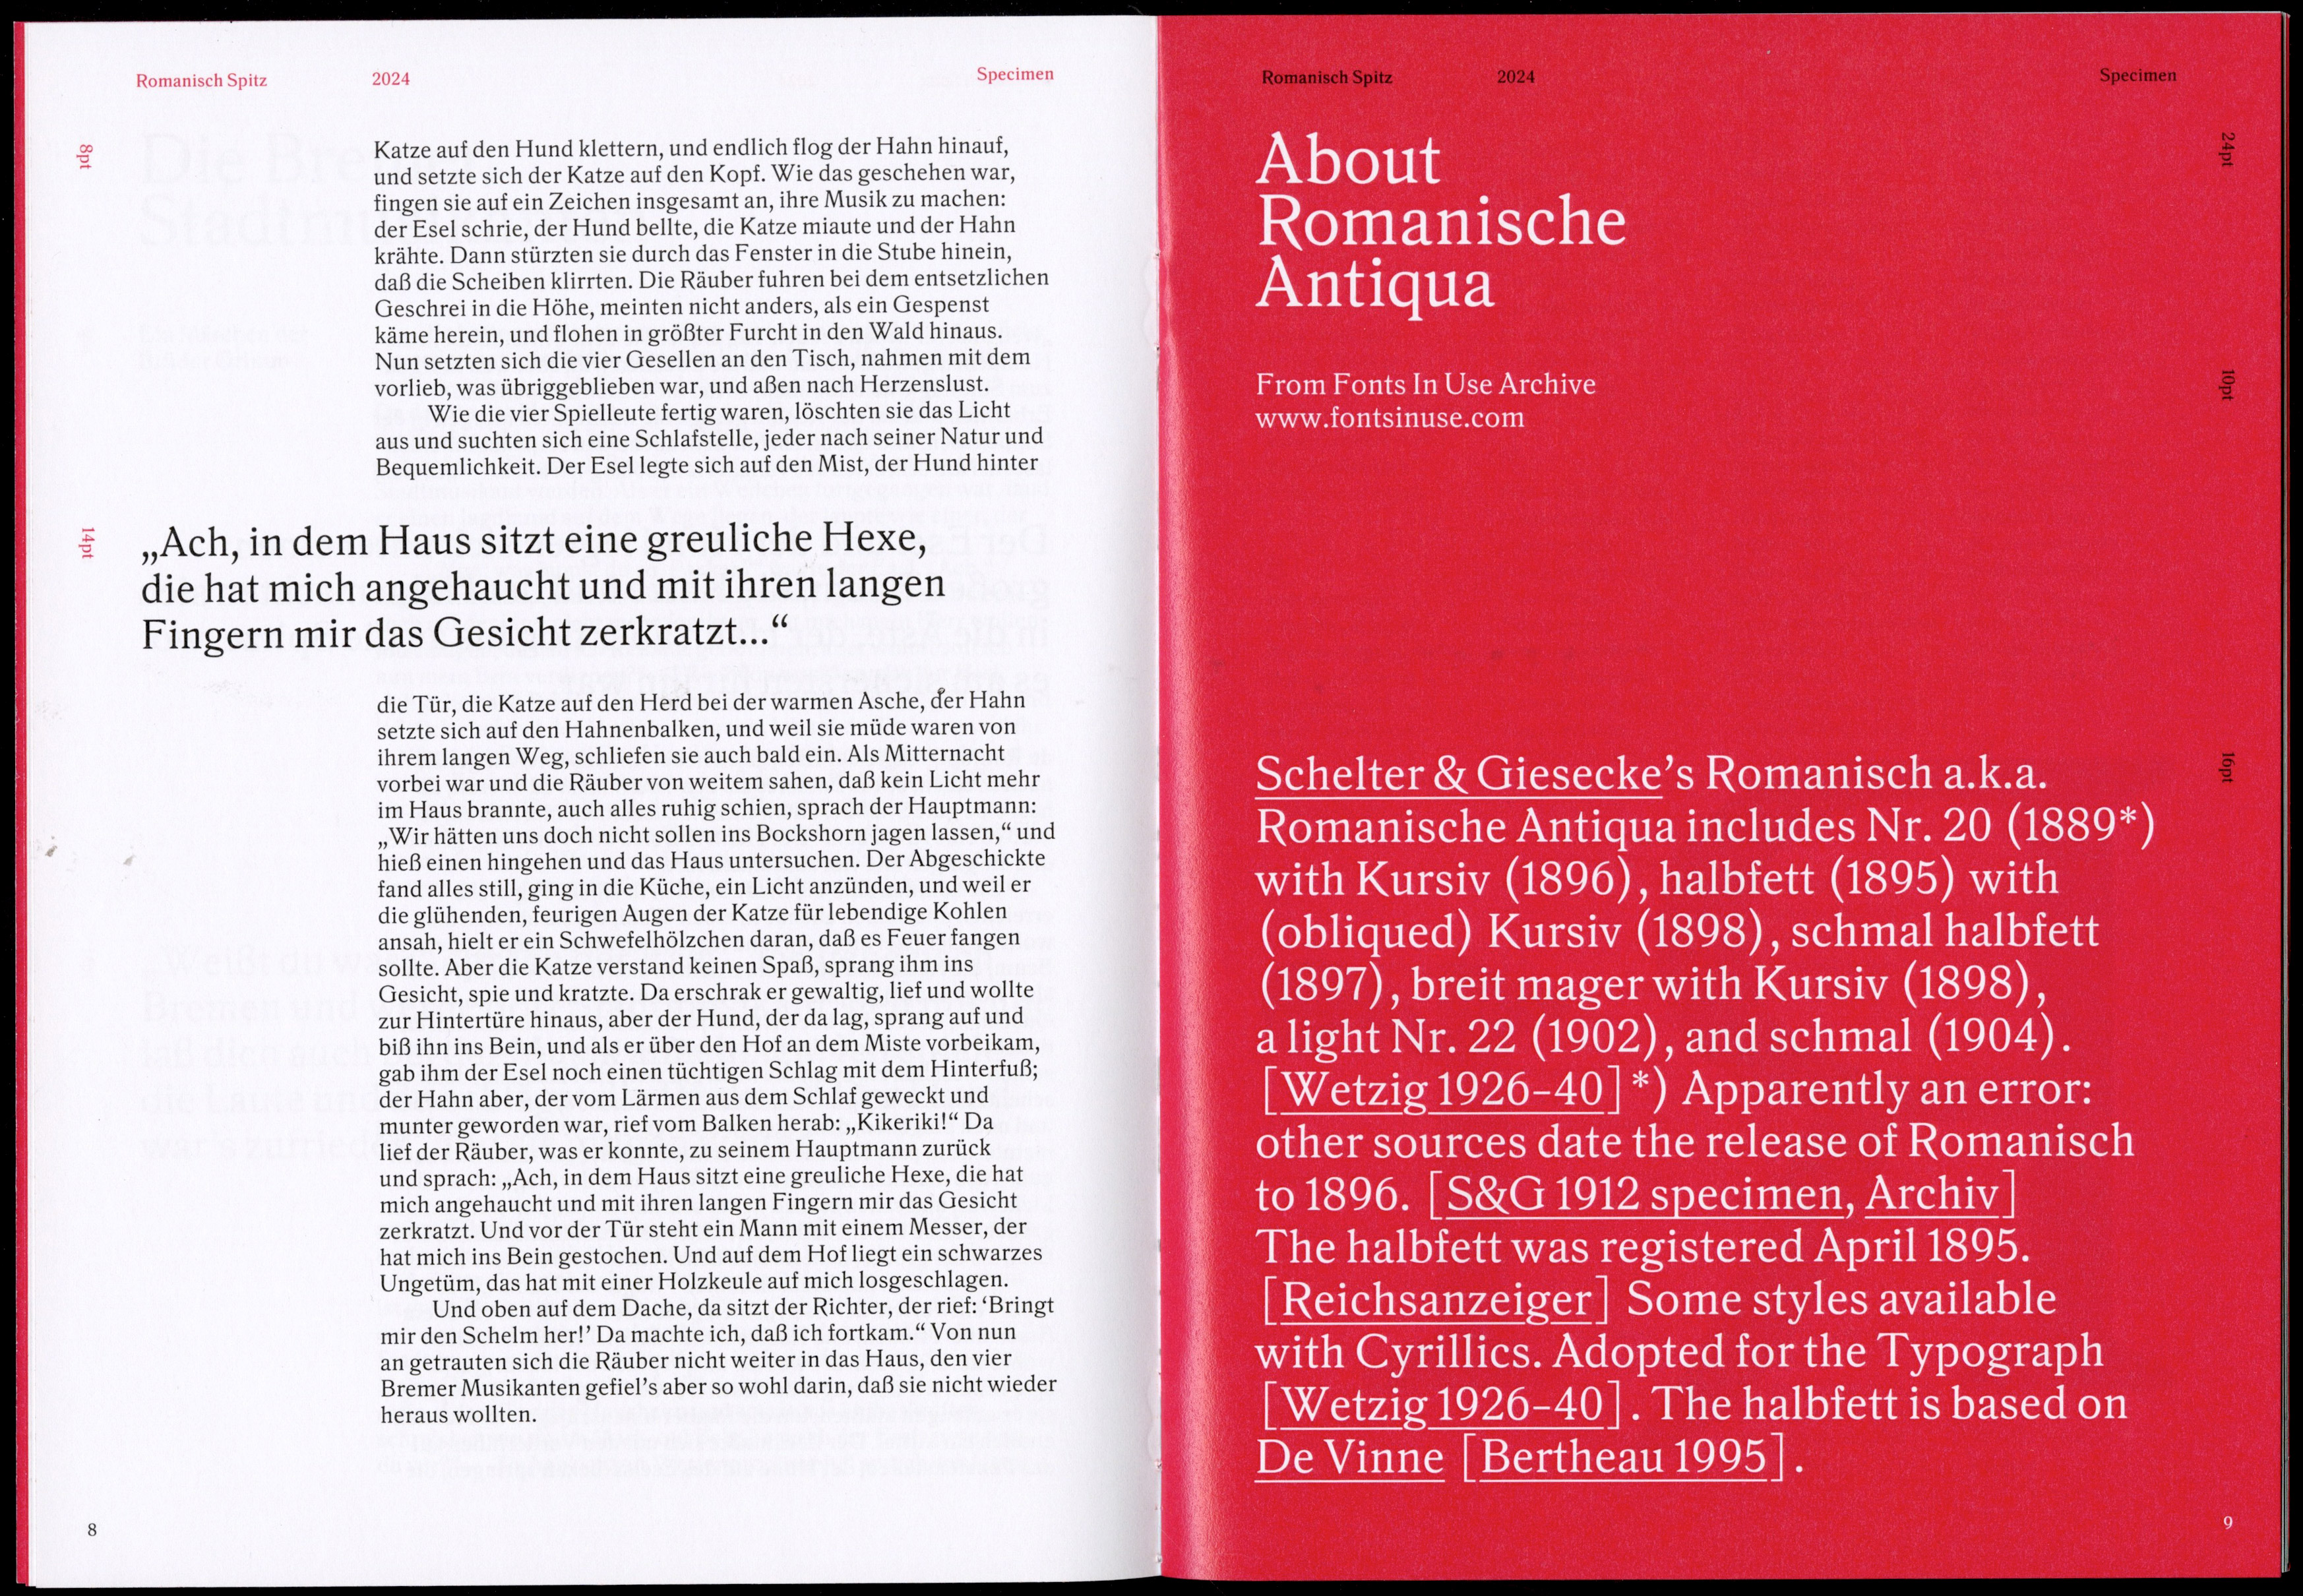 Romanisch Spitz 2024 Specimen
8pt
Katze auf den Hund klettern, und endlich flog der Hahn hinauf,
und setzte sich der Katze auf den Kopf. Wie das geschehen war,
fingen sie auf ein Zeichen insgesamt an, ihre Musik zu machen:
der Esel schrie, der Hund bellte, die Katze miaute und der Hahn
krähte. Dann stürzten sie durch das Fenster in die Stube hinein,
daß die Scheiben klirrten. Die Räuber fuhren bei dem entsetzlichen
Geschrei in die Höhe, meinten nicht anders, als ein Gespenst
käme herein, und flohen in größter Furcht in den Wald hinaus.
Nun setzten sich die vier Gesellen an den Tisch, nahmen mit dem
vorlieb, was übriggeblieben war, und aßen nach Herzenslust.
Wie die vier Spielleute fertig waren, löschten sie das Licht
aus und suchten sich eine Schlafstelle, jeder nach seiner Natur und
Bequemlichkeit. Der Esel legte sich auf den Mist, der Hund hinter
14pt
„Ach, in dem Haus sitzt eine greuliche Hexe,
die hat mich angehaucht und mit ihren langen
Fingern mir das Gesicht zerkratzt...“
die Tür, die Katze auf den Herd bei der warmen Asche, der Hahn
setzte sich auf den Hahnenbalken, und weil sie müde waren von
ihrem langen Weg, schliefen sie auch bald ein. Als Mitternacht
vorbei war und die Räuber von weitem sahen, daß kein Licht mehr
im Haus brannte, auch alles ruhig schien, sprach der Hauptmann:
„Wir hätten uns doch nicht sollen ins Bockshorn jagen lassen,“ und
hieß einen hingehen und das Haus untersuchen. Der Abgeschickte
fand alles still, ging in die Küche, ein Licht anzünden, und weil er
die glühenden, feurigen Augen der Katze für lebendige Kohlen
ansah, hielt er ein Schwefelhölzchen daran, daß es Feuer fangen
sollte. Aber die Katze verstand keinen Spaß, sprang ihm ins
Gesicht, spie und kratzte. Da erschrak er gewaltig, lief und wollte
zur Hintertüre hinaus, aber der Hund, der da lag, sprang auf und
biß ihn ins Bein, und als er über den Hof an dem Miste vorbeikam,
gab ihm der Esel noch einen tüchtigen Schlag mit dem Hinterfuß;
der Hahn aber, der vom Lärmen aus dem Schlaf geweckt und
munter geworden war, rief vom Balken herab: „Kikeriki!“ Da
lief der Räuber, was er konnte, zu seinem Hauptmann zurück
und sprach: „Ach, in dem Haus sitzt eine greuliche Hexe, die hat
mich angehaucht und mit ihren langen Fingern mir das Gesicht
zerkratzt. Und vor der Tür steht ein Mann mit einem Messer, der
hat mich ins Bein gestochen. Und auf dem Hof liegt ein schwarzes
Ungetüm, das hat mit einer Holzkeule auf mich losgeschlagen.
Und oben auf dem Dache, da sitzt der Richter, der rief: ‘Bringt
mir den Schelm her!’ Da machte ich, daß ich fortkam.“ Von nun
an getrauten sich die Räuber nicht weiter in das Haus, den vier
Bremer Musikanten gefiel’s aber so wohl darin, daß sie nicht wieder
heraus wollten.
8
Romanisch Spitz 2024 Specimen
24pt
About
Romanische
Antiqua
10pt
From Fonts In Use Archive
www.fontsinuse.com
16pt
Schelter & Giesecke’s Romanisch a.k.a.
Romanische Antiqua includes Nr. 20 (1889*)
with Kursiv (1896), halbfett (1895) with
(obliqued) Kursiv (1898), schmal halbfett
(1897), breit mager with Kursiv (1898),
a light Nr. 22 (1902), and schmal (1904).
[Wetzig 1926–40] *) Apparently an error:
other sources date the release of Romanisch
to 1896. [S&G 1912 specimen, Archiv]
The halbfett was registered April 1895.
[Reichsanzeiger] Some styles available
with Cyrillics. Adopted for the Typograph
[Wetzig 1926–40]. The halbfett is based on
De Vinne [Bertheau 1995].
9